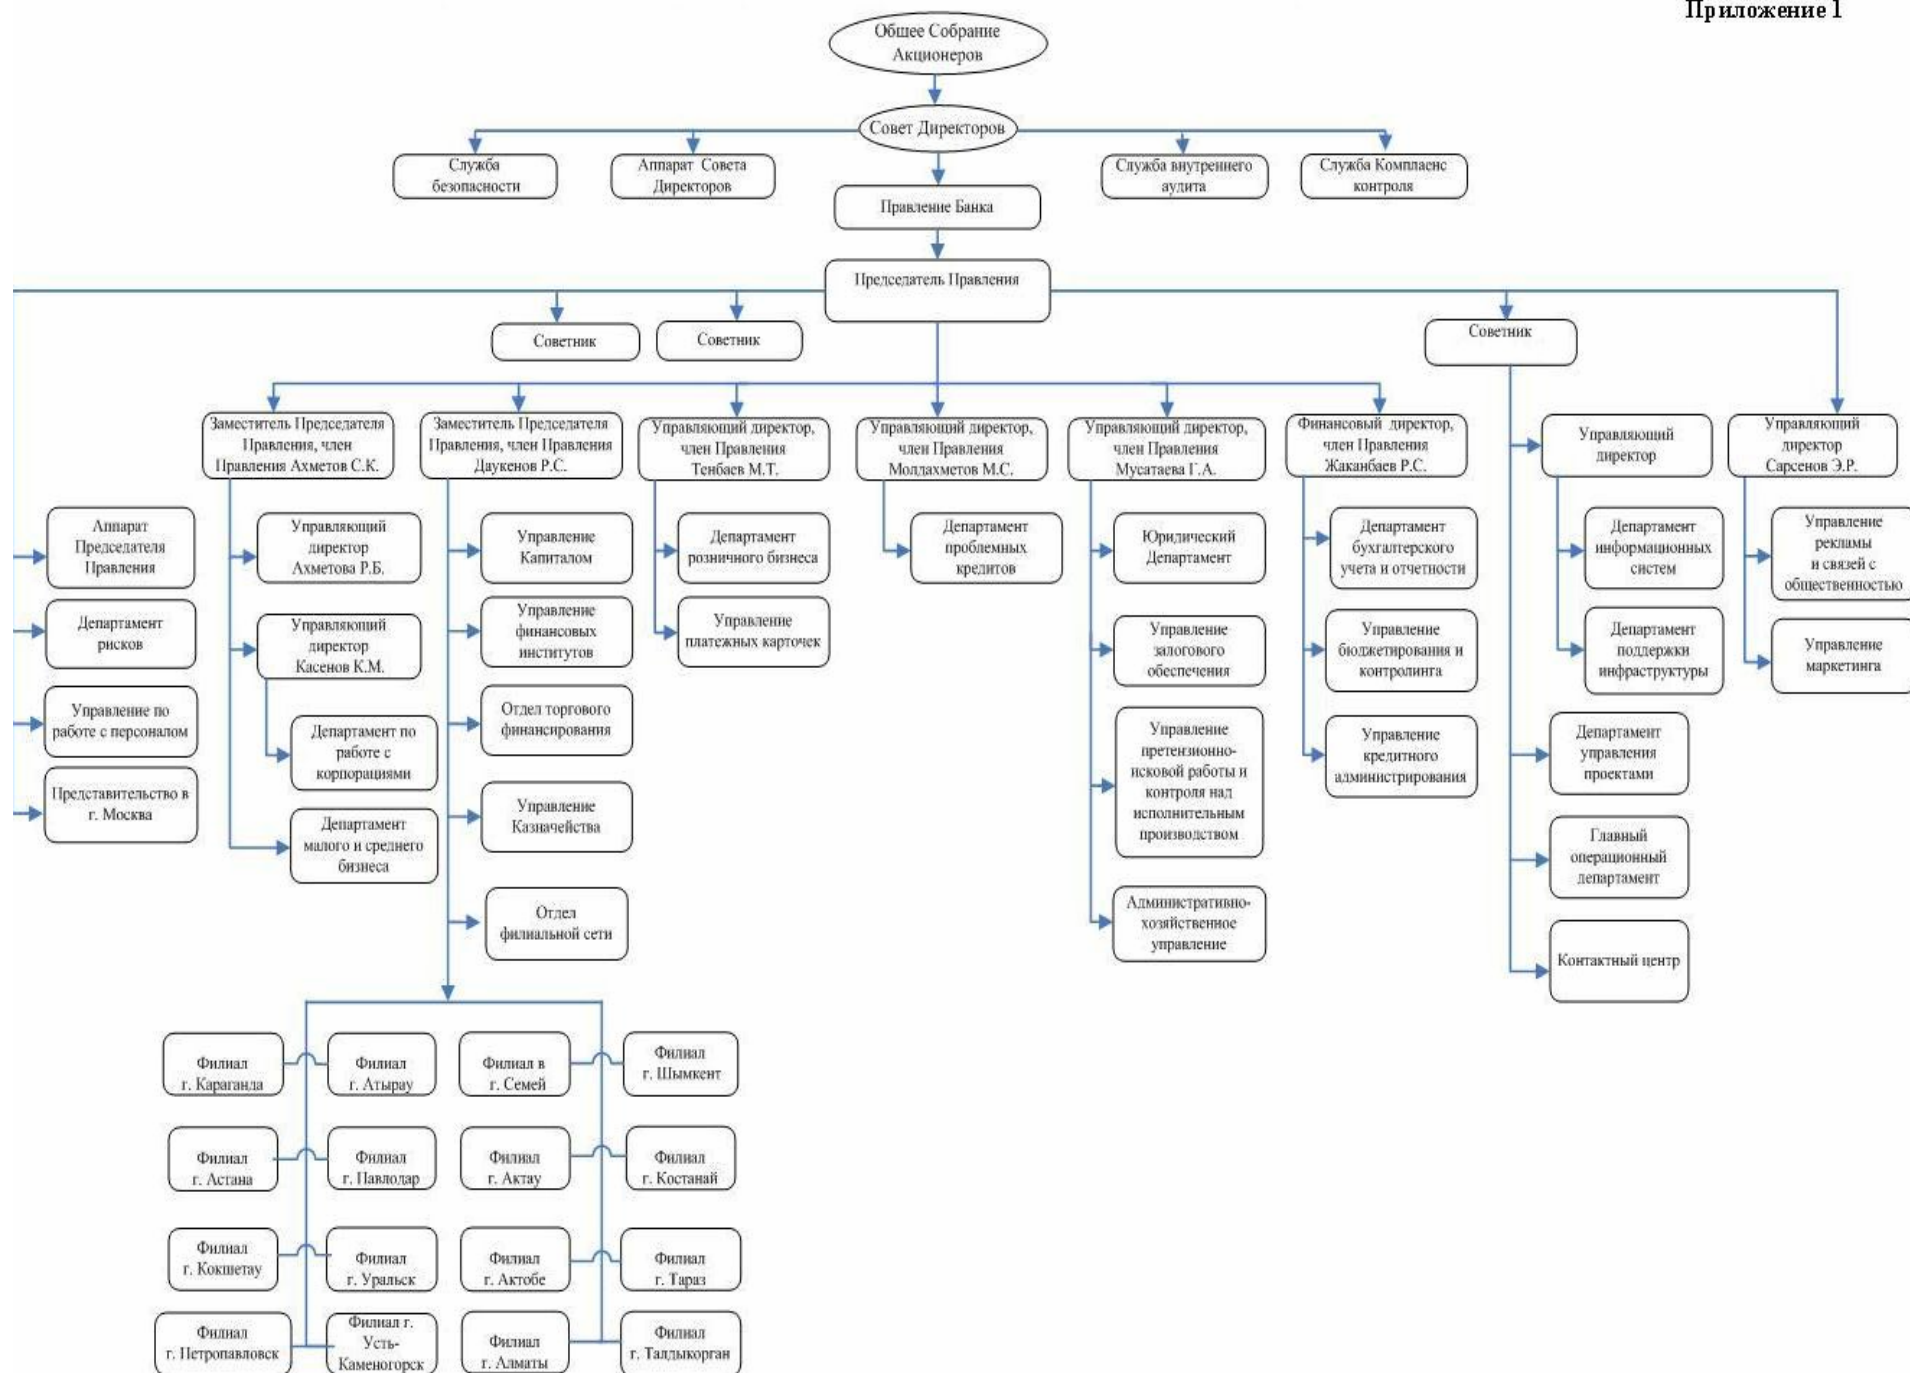 Приложение 1
Общее Собрание
Акционеров
Совет Директоров
Служба
безопасности
Аппарат Совета
Директоров
Служба внутреннего
аудита
Служба Комплаенс
контроля
Правление Банка
Председатель Правления
Советник
Советник
Советник
Заместитель Председателя
Правления, член
Правления Ахметов С.К.
Заместитель Председателя
Правления, член Правления
Даукенов Р.С.
Управляющий директор,
член Правления
Тенбаев М.Т.
Управляющий директор,
член Правления
Молдахметов М.С.
Управляющий директор,
член Правления
Мусатаева Г.А.
Финансовый директор,
член Правления
Жаканбаев Р.С.
Управляющий
директор
Управляющий
директор
Сарсенов Э.Р.
Аппарат
Председателя
Правления
Департамент
рисков
Управление по
работе с персоналом
Представительство в
г. Москва
Управляющий
директор
Ахметова Р.Б.
Управляющий
директор
Касенов К.М.
Департамент по
работе с
корпорациями
Департамент
малого и среднего
бизнеса
Управление
Капиталом
Управление
финансовых
институтов
Отдел торгового
финансирования
Управление
Казначейства
Отдел
филиальной сети
Департамент
розничного бизнеса
Управление
платежных карточек
Департамент
проблемных
кредитов
Юридический
Департамент
Управление
залогового
обеспечения
Управление
претензионно-
исковой работы и
контроля над
исполнительным
производством
Административно-
хозяйственное
управление
Департамент
бухгалтерского
учета и отчетности
Управление
бюджетирования и
контролинга
Управление
кредитного
администрирования
Департамент
информационных
систем
Департамент
поддержки
инфраструктуры
Департамент
управления
проектами
Главный
операционный
департамент
Контактный центр
Управление
рекламы
и связей с
общественностью
Управление
маркетинга
Филиал
г. Караганда
Филиал
г. Атырау
Филиал в
г. Семей
Филиал
г. Шымкент
Филиал
г. Астана
Филиал
г. Павлодар
Филиал
г. Актау
Филиал
г. Костанай
Филиал
г. Кокшетау
Филиал
г. Уральск
Филиал
г. Актобе
Филиал
г. Тараз
Филиал
г. Петропавловск
Филиал г.
Усть-
Каменогорск
Филиал
г. Алматы
Филиал
г. Талдыкорган